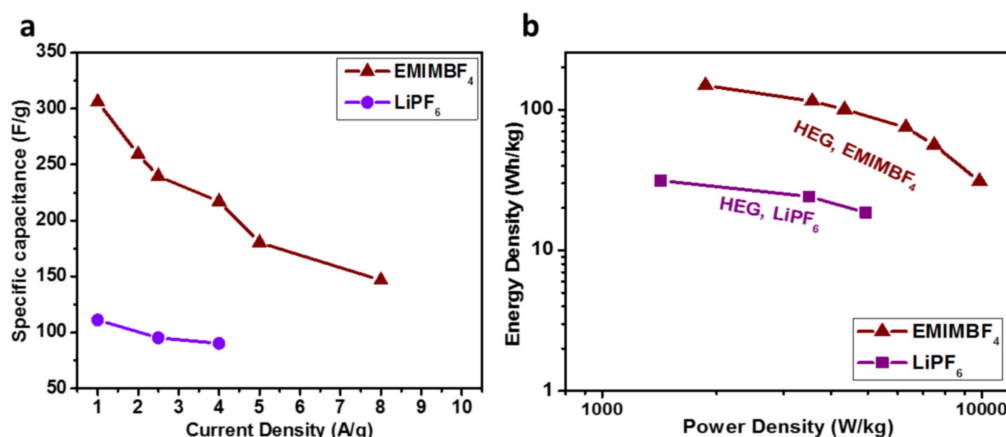 a
350
300
250
200
150
100
50
Specific capacitance (F/g)
EMIMBF₄
LiPF₆
1 2 3 4 5 6 7 8 9 10
Current Density (A/g)
b
100
10
1
Energy Density (Wh/kg)
HEG, EMIMBF₄
HEG, LiPF₆
EMIMBF₄
LiPF₆
1000 10000
Power Density (W/kg)